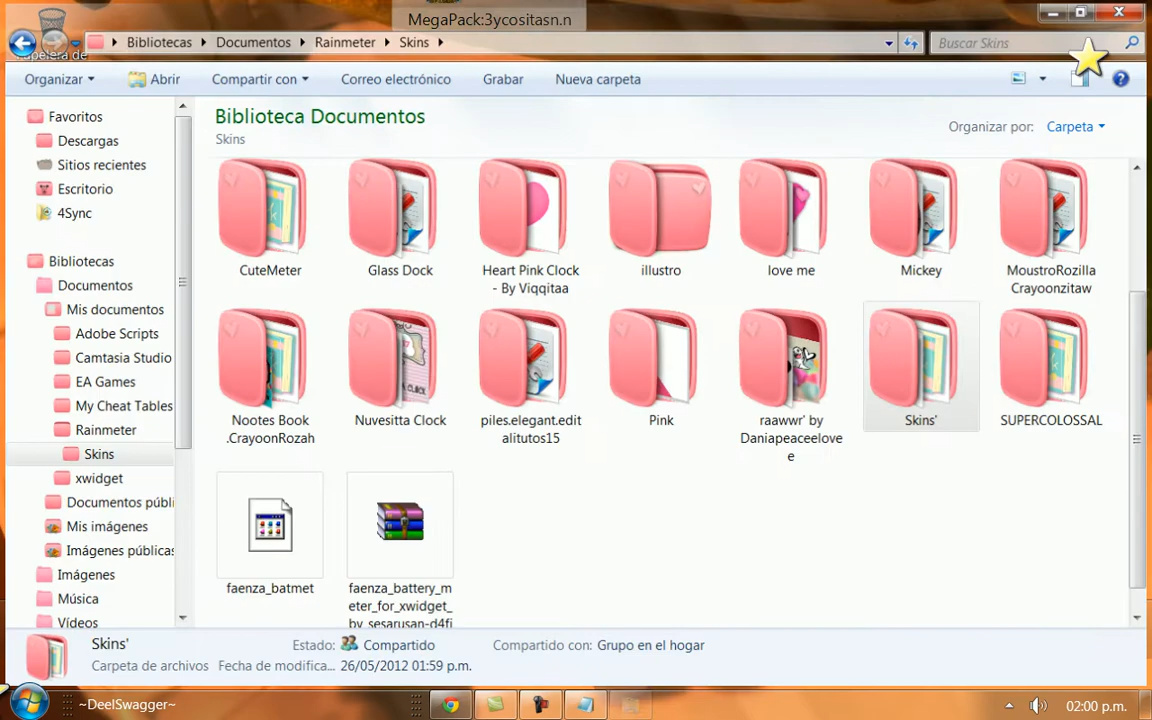 MegaPack:3ycositasn.n
Bibliotecas Documentos Rainmeter Skins
Buscar Skins
Organizar Abrir Compartir con Correo electrónico Grabar Nueva carpeta
Favoritos
Descargas
Sitios recientes
Escritorio
4Sync
Bibliotecas
Documentos
Mis documentos
Adobe Scripts
Camtasia Studio
EA Games
My Cheat Tables
Rainmeter
Skins
xwidget
Documentos públi
Mis imágenes
Imágenes públicas
Imágenes
Música
Vídeos
Biblioteca Documentos
Skins
Organizar por: Carpeta
CuteMeter
Glass Dock
Heart Pink Clock
- By Viqqitaa
illustro
love me
Mickey
MoustroRozilla
Crayoonzitaw
Nootes Book
.CrayoonRozah
Nuvesitta Clock
piles.elegant.edit
alitutos15
Pink
raawwr' by
Daniapeacelove
e
Skins'
SUPERCOLOSSAL
faenza_batmet
faenza_battery_m
eter_for_xwidget_
by_sesarusan-d4fi
Skins'
Carpeta de archivos
Estado: Compartido
Fecha de modifica... 26/05/2012 01:59 p.m.
Compartido con: Grupo en el hogar
~DeelSwagger~
02:00 p.m.